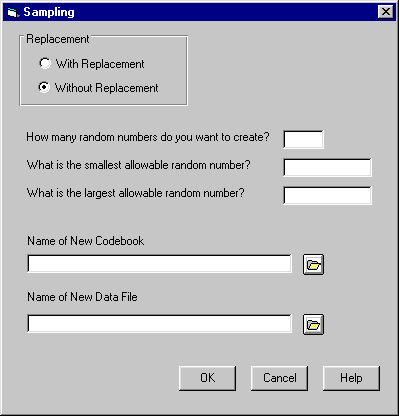 Sampling
Replacement
With Replacement
Without Replacement
How many random numbers do you want to create?
What is the smallest allowable random number?
What is the largest allowable random number?
Name of New Codebook
Name of New Data File
OK Cancel Help